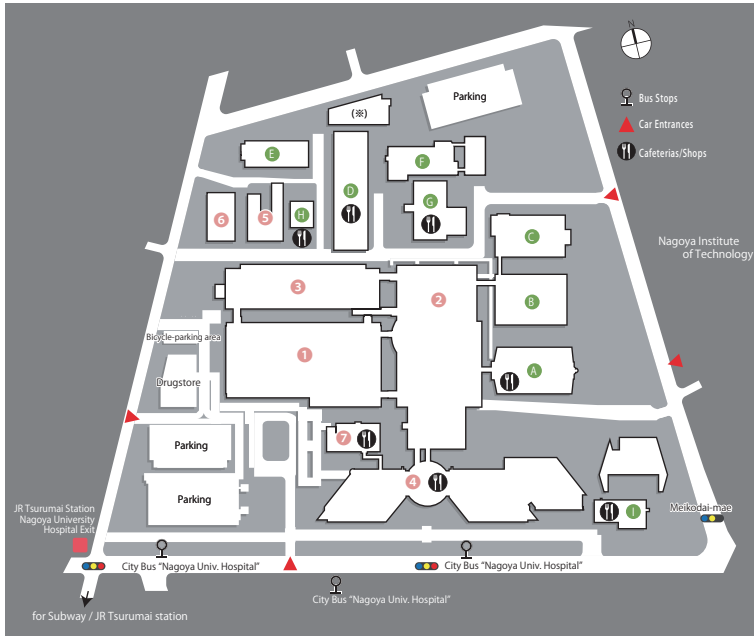 N
Parking
Bus Stops
(※)
Car Entrances
Cafeterias/Shops
E
F
D
G
6
5
H
C
Nagoya Institute
of Technology
3
2
B
Bicycle-parking area
1
A
Drugstore
7
Parking
4
Parking
I
Meikodai-mae
JR Tsurumai Station
Nagoya University
Hospital Exit
City Bus “Nagoya Univ. Hospital”
City Bus “Nagoya Univ. Hospital”
City Bus “Nagoya Univ. Hospital”
for Subway / JR Tsurumai station